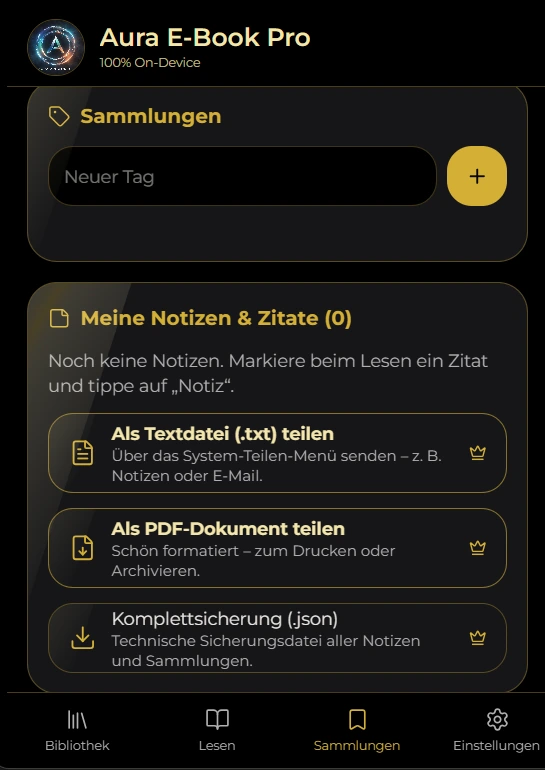 Aura E-Book Pro
100% On-Device
Sammlungen
Neuer Tag
Meine Notizen & Zitate (0)
Noch keine Notizen. Markiere beim Lesen ein Zitat
und tippe auf „Notiz“.
Als Textdatei (.txt) teilen
Über das System-Teilen-Menü senden – z. B.
Notizen oder E-Mail.
Als PDF-Dokument teilen
Schön formatiert – zum Drucken oder
Archivieren.
Komplettsicherung (.json)
Technische Sicherungsdatei aller Notizen
und Sammlungen.
Bibliothek
Lesen
Sammlungen
Einstellungen